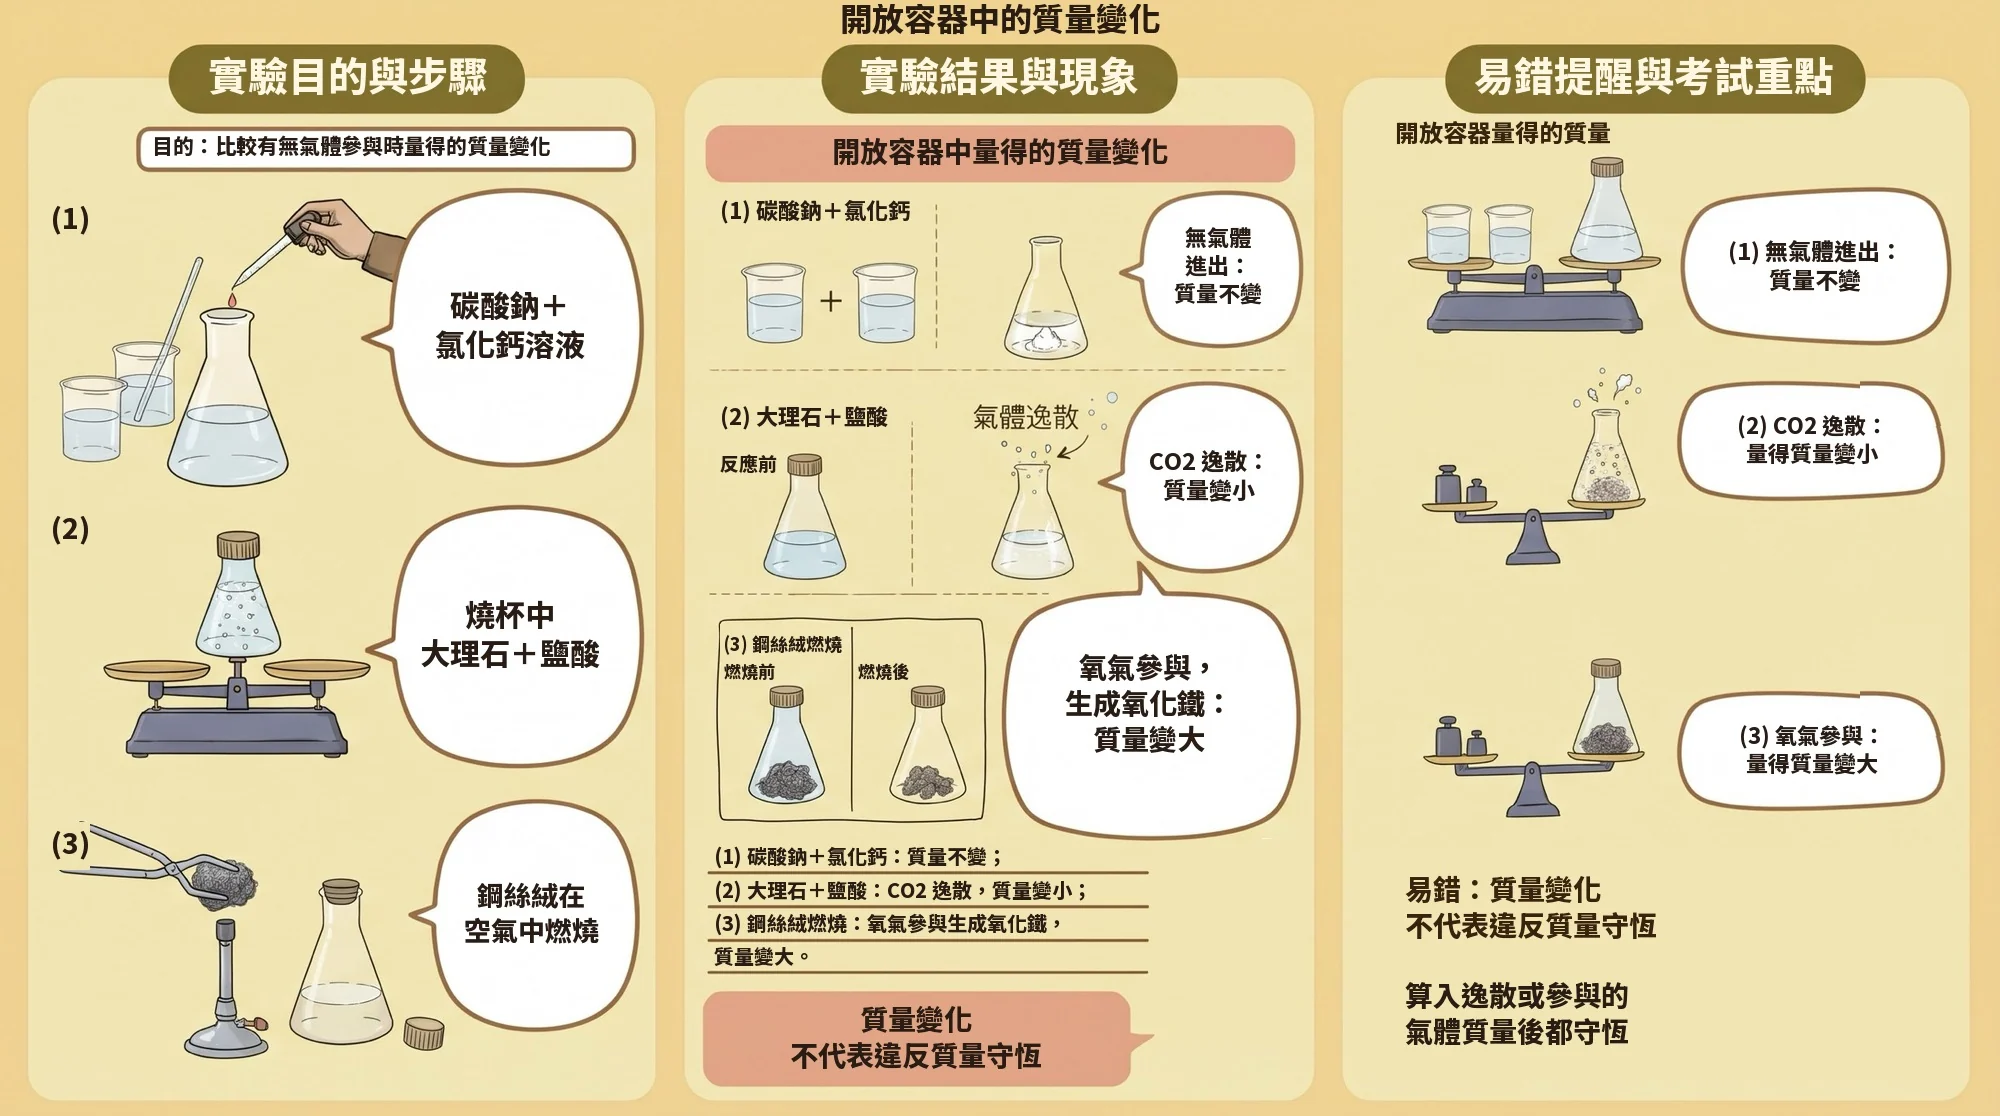 開放容器中的質量變化
實驗目的與步驟
目的：比較有無氣體參與時量得的質量變化
(1)
碳酸鈉＋
氯化鈣溶液
(2)
燒杯中
大理石＋鹽酸
(3)
鋼絲絨在
空氣中燃燒
實驗結果與現象
開放容器中量得的質量變化
(1) 碳酸鈉＋氯化鈣
無氣體
進出：
質量不變
(2) 大理石＋鹽酸
氣體逸散
反應前
CO2 逸散：
質量變小
(3) 鋼絲絨燃燒
燃燒前
燃燒後
氧氣參與，
生成氧化鐵：
質量變大
(1) 碳酸鈉＋氯化鈣：質量不變；
(2) 大理石＋鹽酸：CO2 逸散，質量變小；
(3) 鋼絲絨燃燒：氧氣參與生成氧化鐵，
質量變大。
質量變化
不代表違反質量守恆
易錯提醒與考試重點
開放容器量得的質量
(1) 無氣體進出：
質量不變
(2) CO2 逸散：
量得質量變小
(3) 氧氣參與：
量得質量變大
易錯：質量變化
不代表違反質量守恆
算入逸散或參與的
氣體質量後都守恆